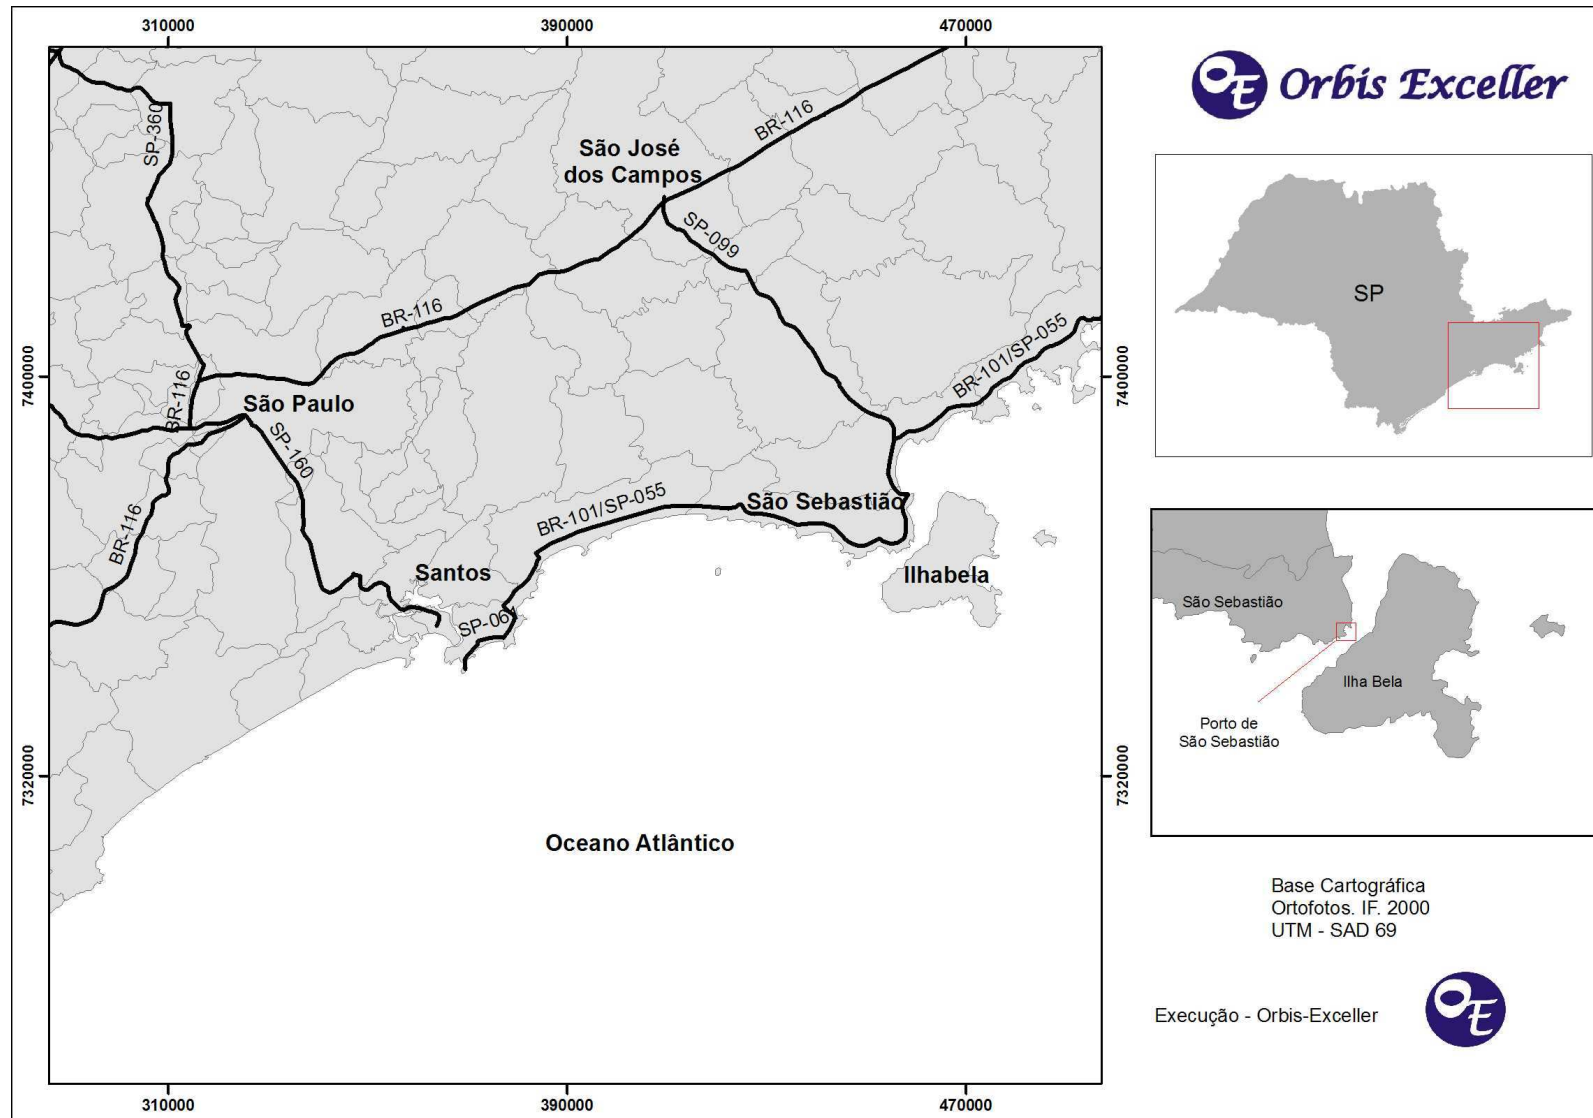 310000
390000
470000
SP-360
BR-116
São José
dos Campos
SP-099
BR-116
BR-101/SP-055
7400000
7400000
BR-116
São Paulo
SP-160
BR-101/SP-055
São Sebastião
BR-116
Santos
Ilhabela
SP-061
7320000
7320000
Oceano Atlântico
310000
390000
470000
OE Orbis Exceller
SP
São Sebastião
Ilha Bela
Porto de
São Sebastião
Base Cartográfica
Ortofotos. IF. 2000
UTM - SAD 69
Execução - Orbis-Exceller
OE